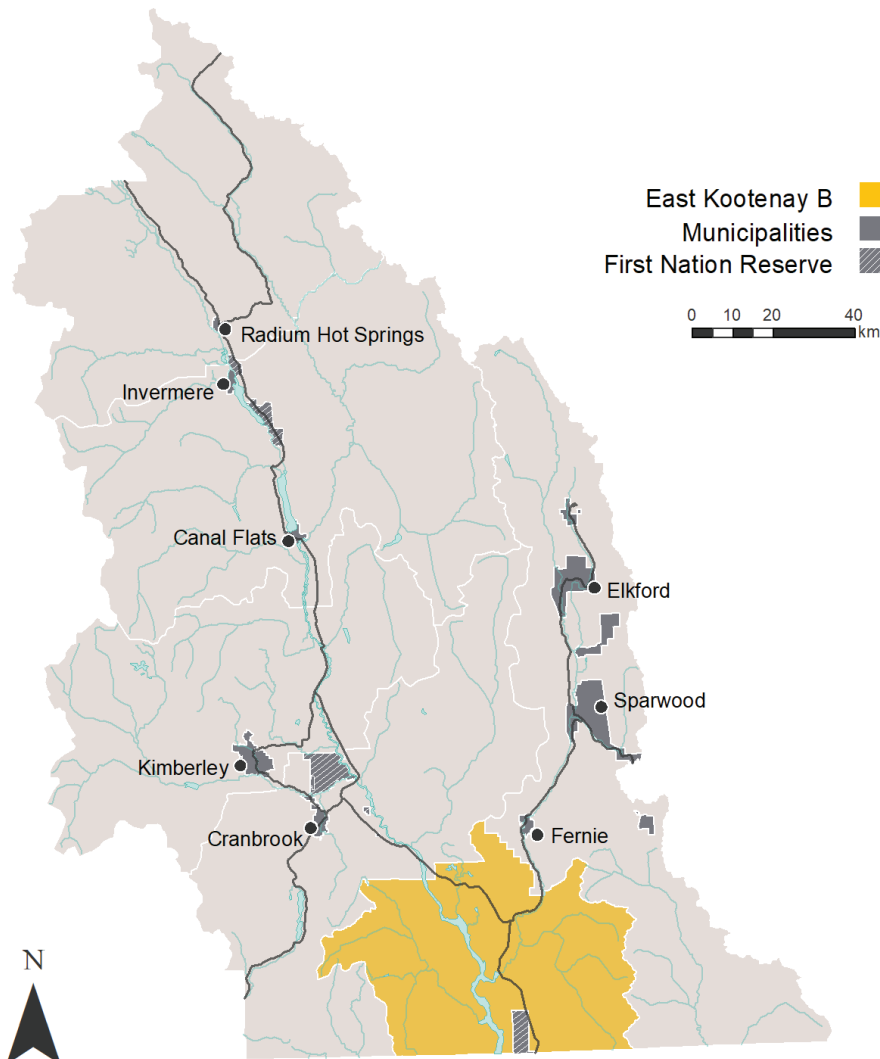 East Kootenay B
Municipalities
First Nation Reserve
0 10 20 40
km
Radium Hot Springs
Invermere
Canal Flats
Elkford
Sparwood
Kimberley
Cranbrook
Fernie
N